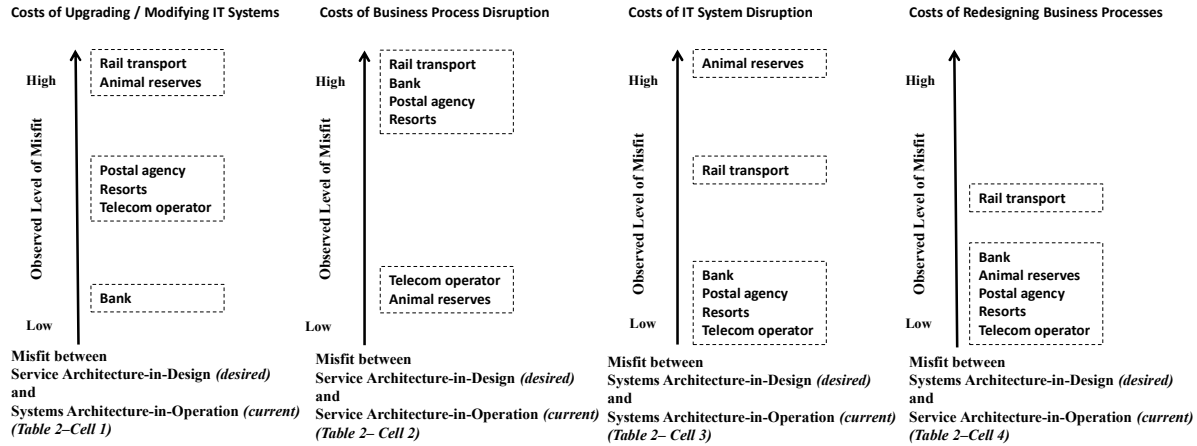 Costs of Upgrading / Modifying IT Systems
High
Observed Level of Misfit
Low
Rail transport
Animal reserves
Postal agency
Resorts
Telecom operator
Bank
Misfit between
Service Architecture-in-Design (desired)
and
Systems Architecture-in-Operation (current)
(Table 2–Cell 1)
Costs of Business Process Disruption
High
Observed Level of Misfit
Low
Rail transport
Bank
Postal agency
Resorts
Telecom operator
Animal reserves
Misfit between
Service Architecture-in-Design (desired)
and
Service Architecture-in-Operation (current)
(Table 2– Cell 2)
Costs of IT System Disruption
High
Observed Level of Misfit
Low
Animal reserves
Rail transport
Bank
Postal agency
Resorts
Telecom operator
Misfit between
Systems Architecture-in-Design (desired)
and
Systems Architecture-in-Operation (current)
(Table 2– Cell 3)
Costs of Redesigning Business Processes
High
Observed Level of Misfit
Low
Rail transport
Bank
Animal reserves
Postal agency
Resorts
Telecom operator
Misfit between
Systems Architecture-in-Design (desired)
and
Service Architecture-in-Operation (current)
(Table 2–Cell 4)